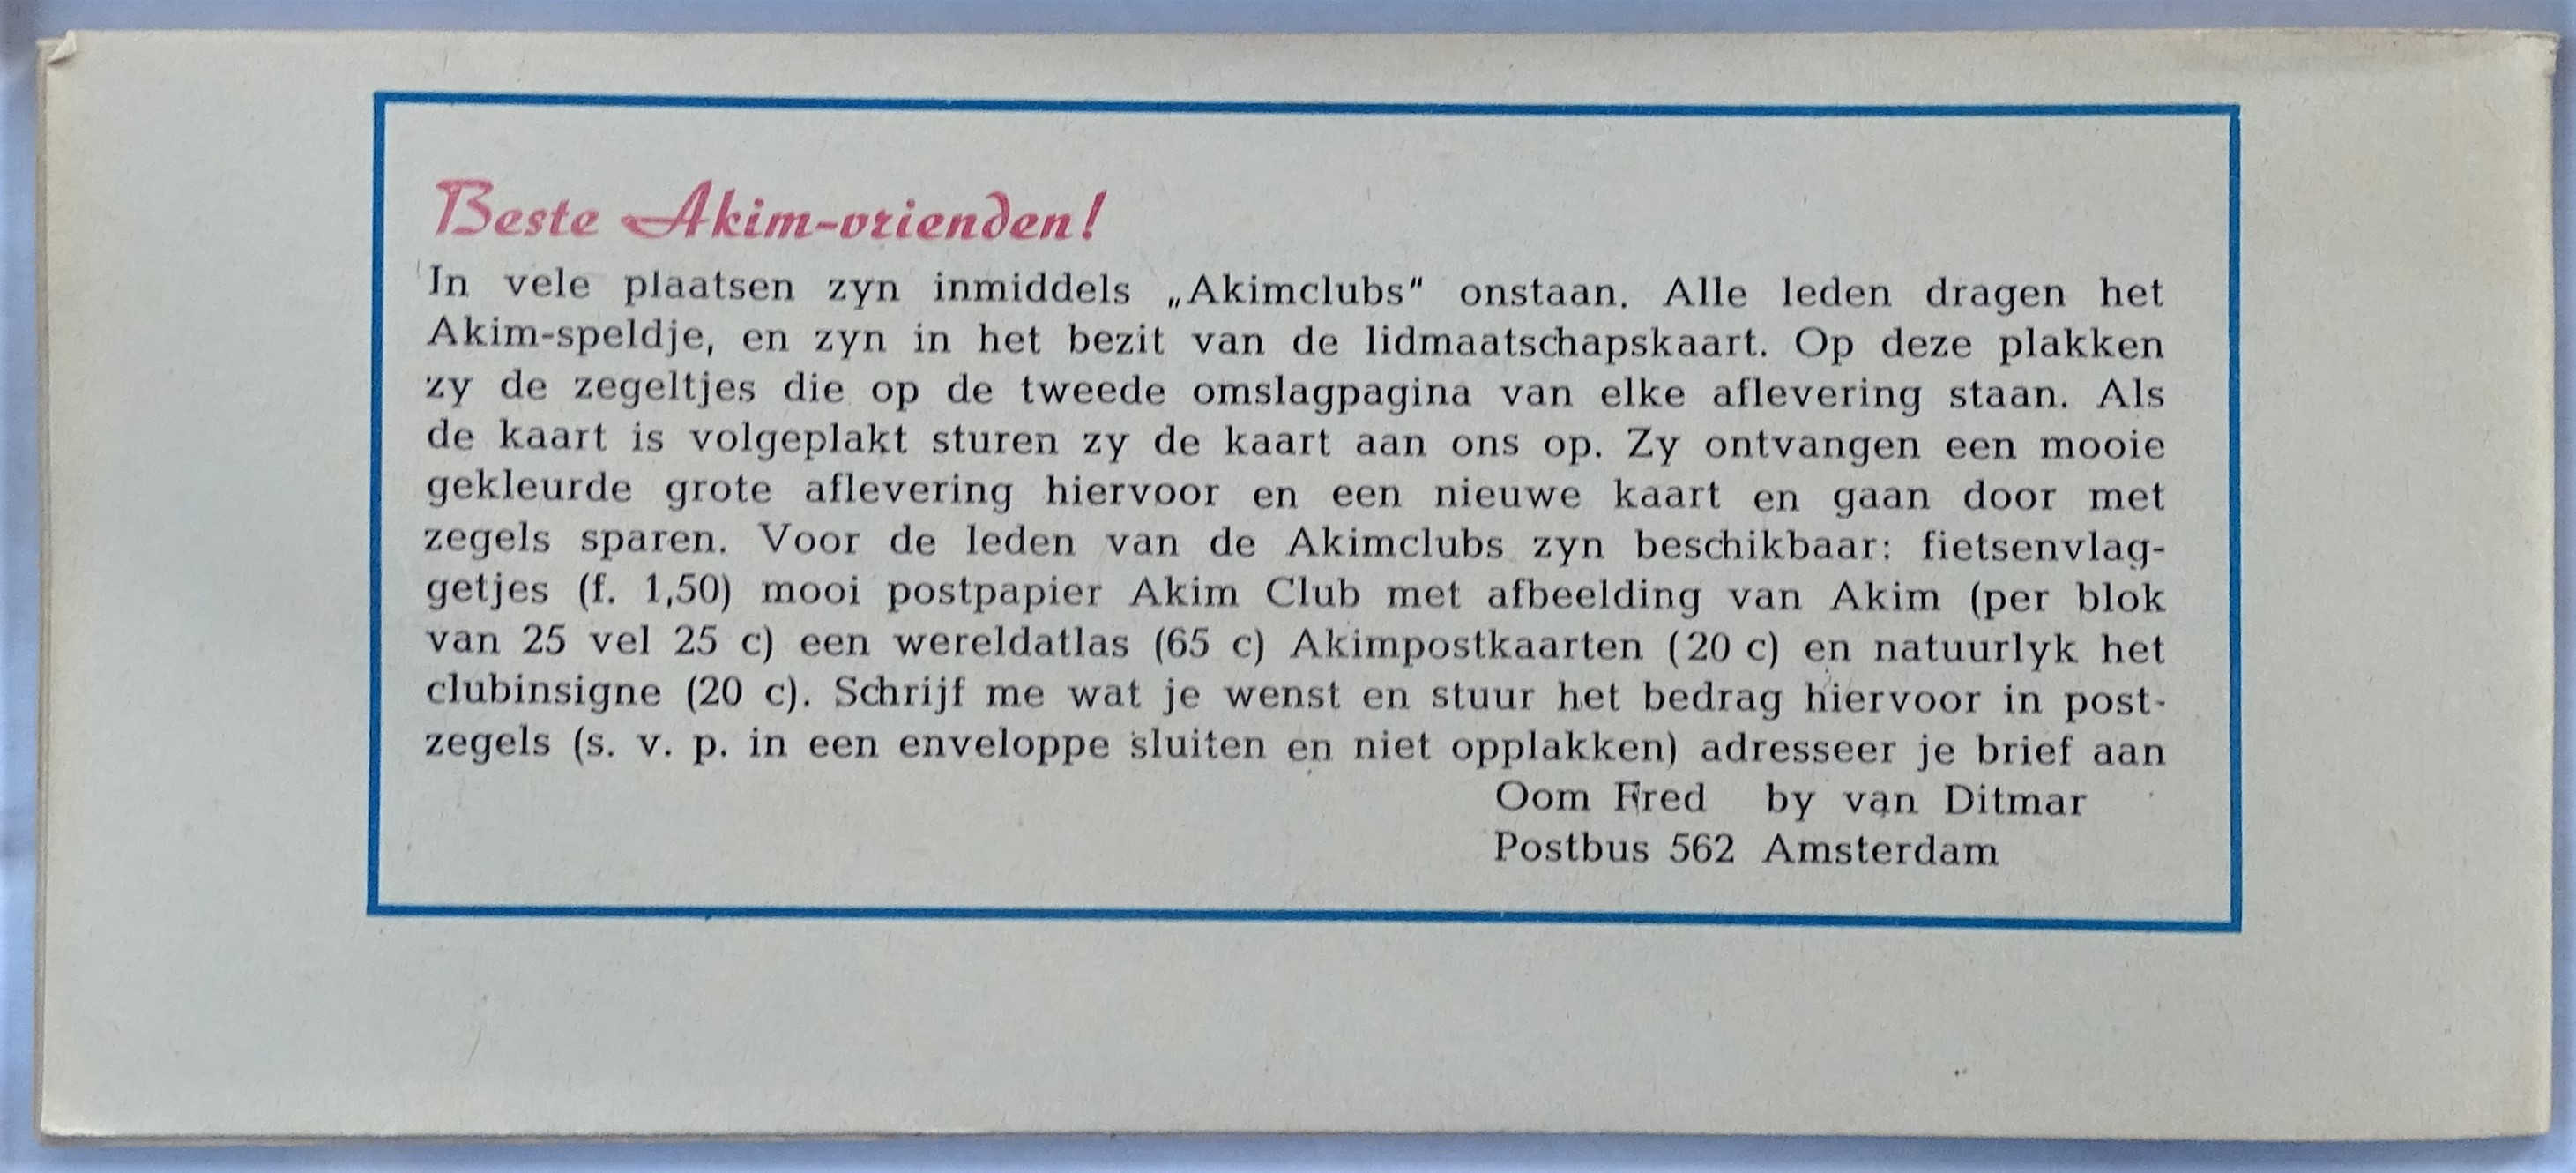 Beste Akim-vrienden!
In vele plaatsen zyn inmiddels „Akimclubs“ onstaan. Alle leden dragen het
Akim-speldje, en zyn in het bezit van de lidmaatschapskaart. Op deze plakken
zy de zegeltjes die op de tweede omslagpagina van elke aflevering staan. Als
de kaart is volgeplakt sturen zy de kaart aan ons op. Zy ontvangen een mooie
gekleurde grote aflevering hiervoor en een nieuwe kaart en gaan door met
zegels sparen. Voor de leden van de Akimclubs zyn beschikbaar: fietsenvlag-
getjes (f. 1,50) mooi postpapier Akim Club met afbeelding van Akim (per blok
van 25 vel 25 c) een wereldatlas (65 c) Akimpostkaarten (20 c) en natuurlyk het
clubinsigne (20 c). Schrijf me wat je wenst en stuur het bedrag hiervoor in post-
zegels (s. v. p. in een enveloppe sluiten en niet opplakken) adresseer je brief aan
Oom Fred by van Ditmar
Postbus 562 Amsterdam